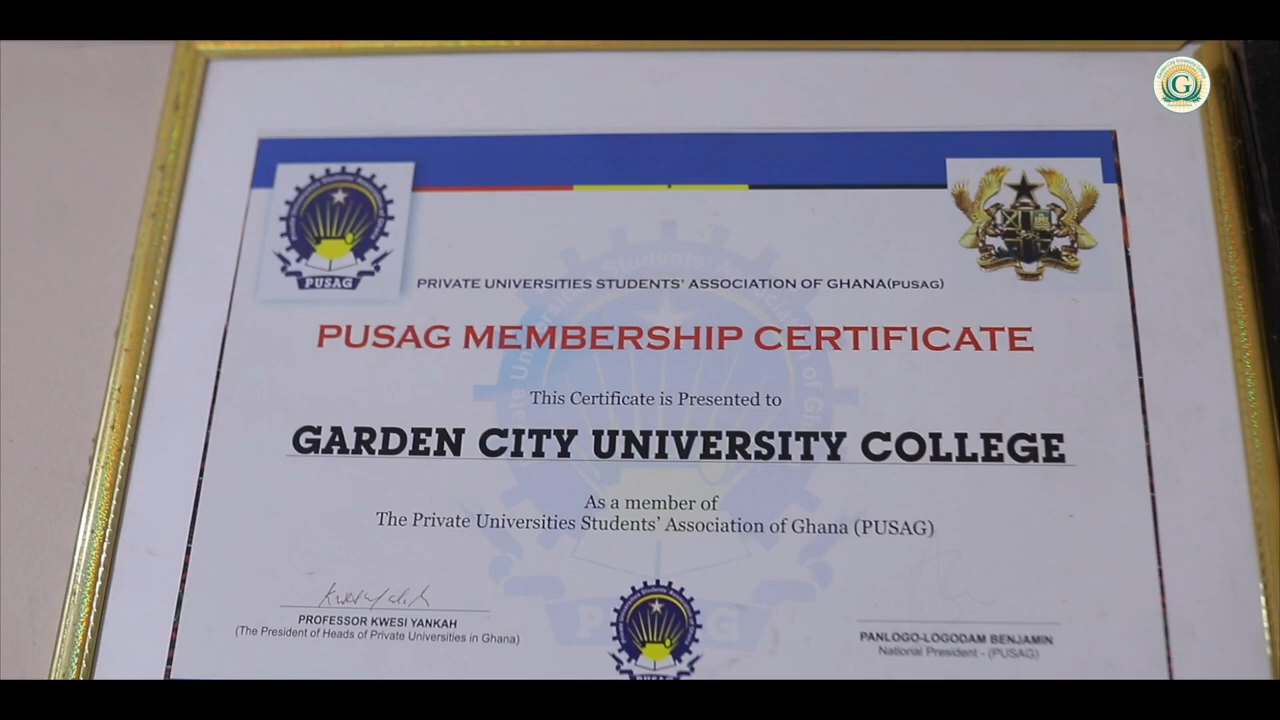 PUSAG
PRIVATE UNIVERSITIES STUDENTS' ASSOCIATION OF GHANA(PUSAG)
PUSAG MEMBERSHIP CERTIFICATE
This Certificate is Presented to
GARDEN CITY UNIVERSITY COLLEGE
As a member of
The Private Universities Students' Association of Ghana (PUSAG)
PROFESSOR KWESI YANKAH
(The President of Heads of Private Universities in Ghana)
PANLOGO-LOGODAM BENJAMIN
National President - (PUSAG)
PUSAG
G